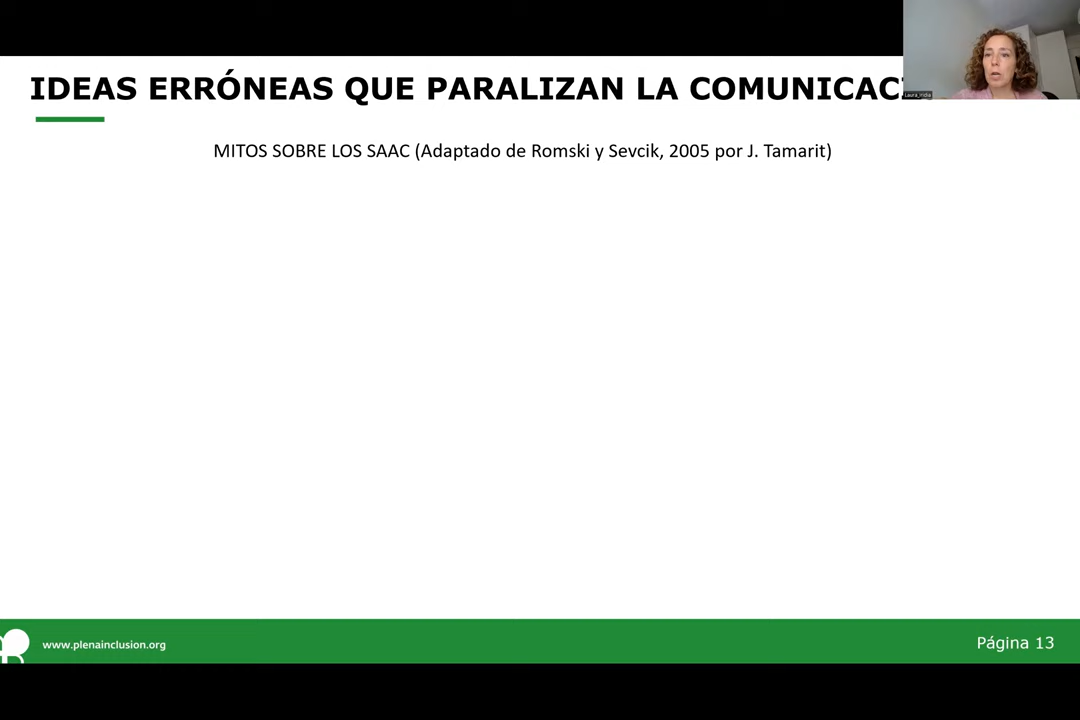 IDEAS ERRÓNEAS QUE PARALIZAN LA COMUNICAC
MITOS SOBRE LOS SAAC (Adaptado de Romski y Sevcik, 2005 por J. Tamarit)
www.plenainclusion.org
Página 13